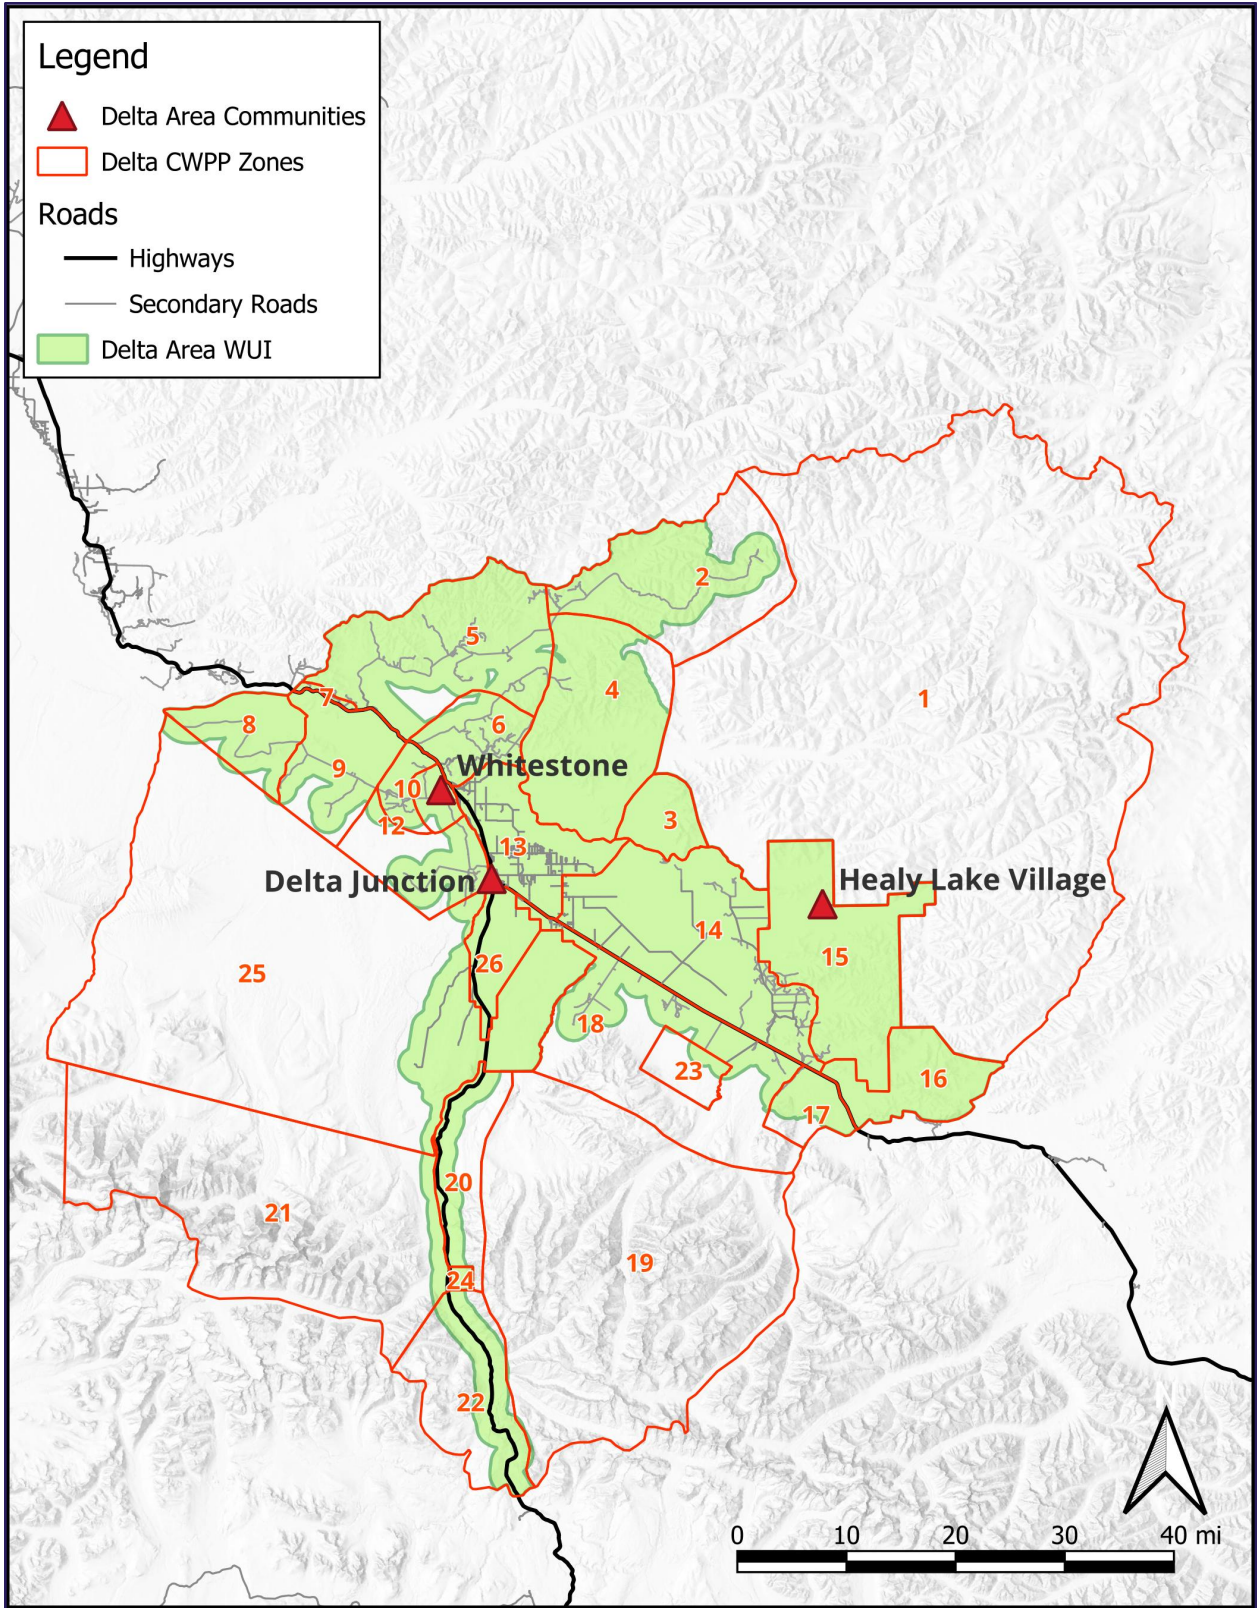 Legend
Delta Area Communities
Delta CWPP Zones
Roads
Highways
Secondary Roads
Delta Area WUI
2
5
4
7
1
8
6
Whitestone
9
10
3
12
13
Delta Junction
Healy Lake Village
14
15
26
25
18
23
16
17
20
21
19
24
22
0 10 20 30 40 mi